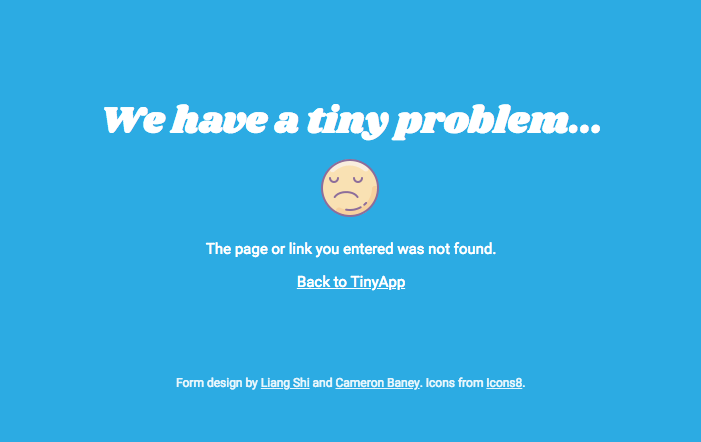 We have a tiny problem...
The page or link you entered was not found.
Back to TinyApp
Form design by Liang Shi and Cameron Baney. Icons from Icons8.